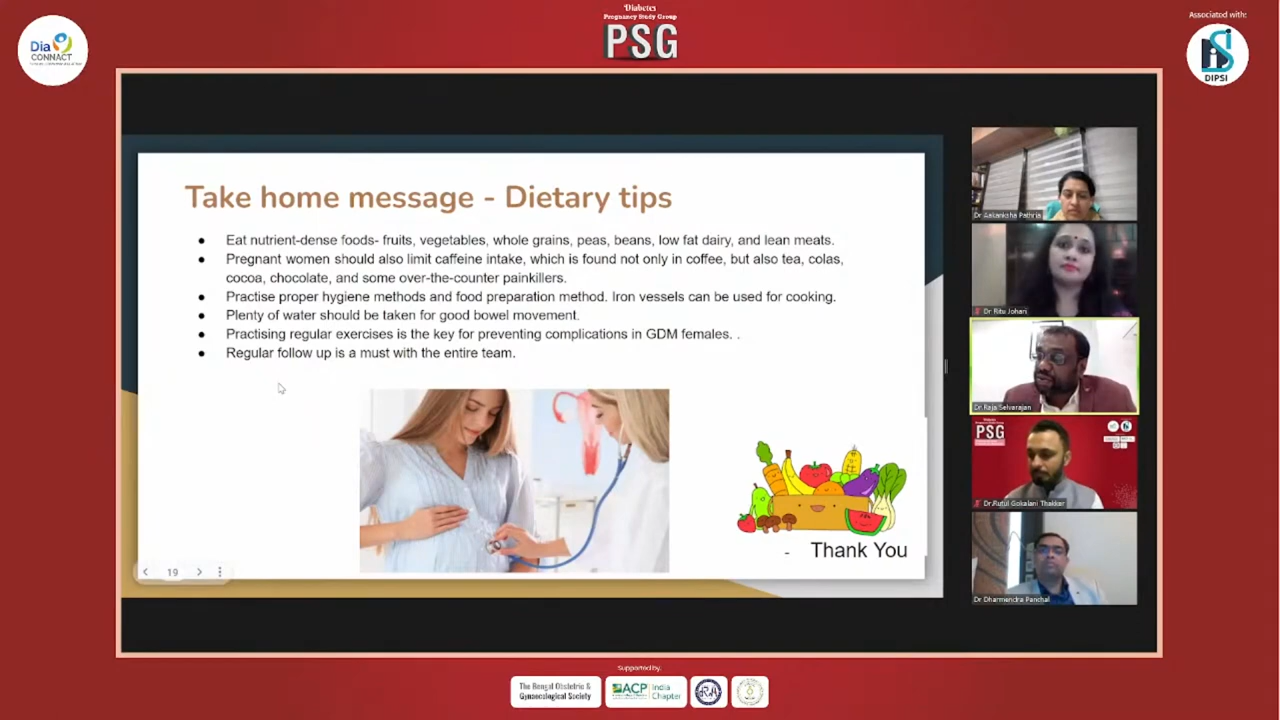 Diabetes
Pregnancy Study Group
PSG
Associated with:
Dia
CONNACT
DIPSI
Take home message - Dietary tips
● Eat nutrient-dense foods- fruits, vegetables, whole grains, peas, beans, low fat dairy, and lean meats.
● Pregnant women should also limit caffeine intake, which is found not only in coffee, but also tea, colas,
cocoa, chocolate, and some over-the-counter painkillers.
● Practise proper hygiene methods and food preparation method. Iron vessels can be used for cooking.
● Plenty of water should be taken for good bowel movement.
● Practising regular exercises is the key for preventing complications in GDM females. .
● Regular follow up is a must with the entire team.
- Thank You
19
Dr Aakanksha Pathria
Dr Ritu Johari
Dr.Raja Selvarajan
PSG
Dr.Rutul Gokalani Thakkar
Dr Dharmendra Panchal
Supported by.
The Bengal Obstetric &
Gynaecological Society
ACP India
Chapter